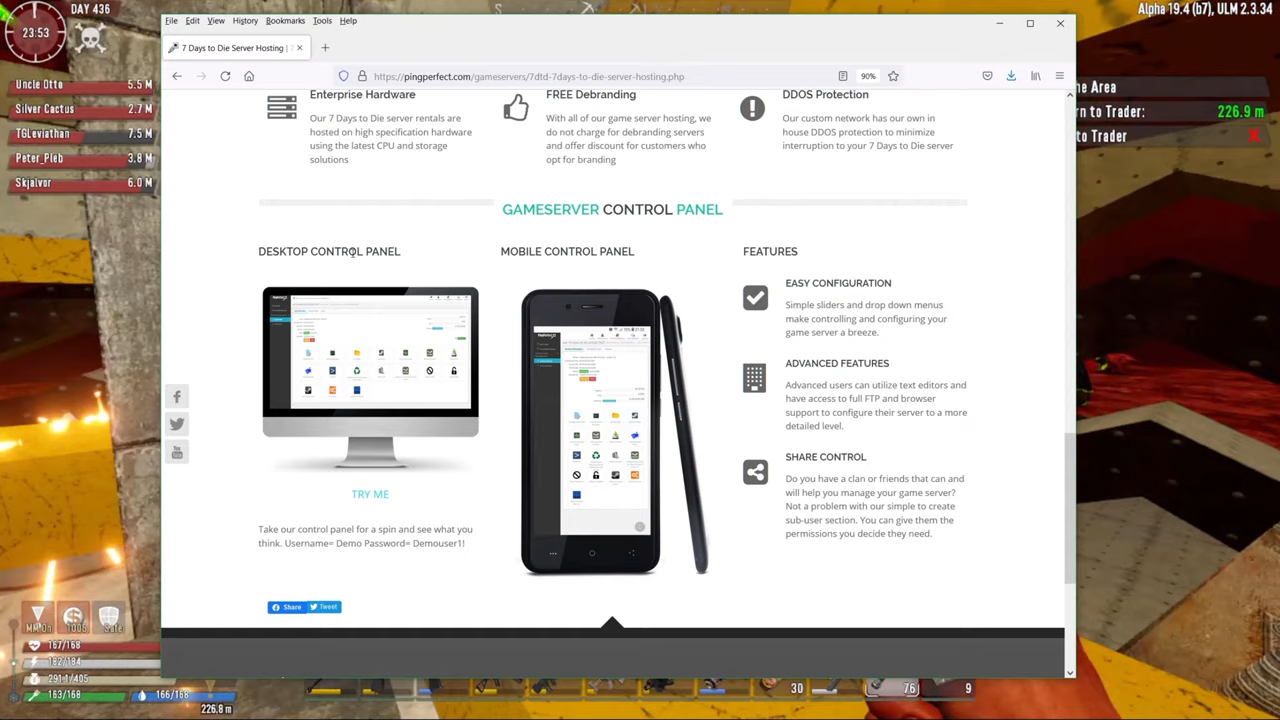 DAY 436
23:53
Uncle Otto 5.5 M
Silver Cactus 2.7 M
TGLeviathan 7.5 M
Peter_Pleb 3.8 M
Skjalvor 6.0 M
Alpha 19.4 (b7), ULM 2.3.34
226.9 m
to Trader
X
File Edit View History Bookmarks Tools Help
7 Days to Die Server Hosting |
https://pingperfect.com/gameservers/7dtd-7days-to-die-server-hosting.php
90%
Enterprise Hardware
Our 7 Days to Die server rentals are
hosted on high specification hardware
using the latest CPU and storage
solutions
FREE Debranding
With all of our game server hosting, we
do not charge for debranding servers
and offer discount for customers who
opt for branding
DDOS Protection
Our custom network has our own in
house DDOS protection to minimize
interruption to your 7 Days to Die server
GAMESERVER CONTROL PANEL
DESKTOP CONTROL PANEL
TRY ME
Take our control panel for a spin and see what you
think. Username= Demo Password= Demouser1!
MOBILE CONTROL PANEL
FEATURES
EASY CONFIGURATION
Simple sliders and drop down menus
make controlling and configuring your
game server a breeze.
ADVANCED FEATURES
Advanced users can utilize text editors and
have access to full FTP and browser
support to configure their server to a more
detailed level.
SHARE CONTROL
Do you have a clan or friends that can and
will help you manage your game server?
Not a problem with our simple to create
sub-user section. You can give them the
permissions you decide they need.
Share Tweet
MM On
Safe
167/168
182/184
291.1/405
163/168
166/168
226.8 m
30
76
9